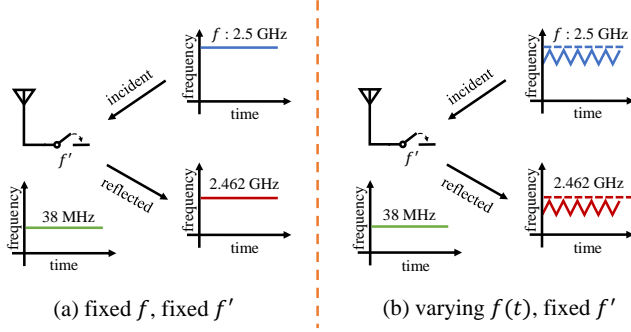 f : 2.5 GHz
frequency
time
incident
f'
reflected
38 MHz
frequency
time
2.462 GHz
frequency
time
(a) fixed f, fixed f'
f : 2.5 GHz
frequency
time
incident
f'
reflected
38 MHz
frequency
time
2.462 GHz
frequency
time
(b) varying f(t), fixed f'